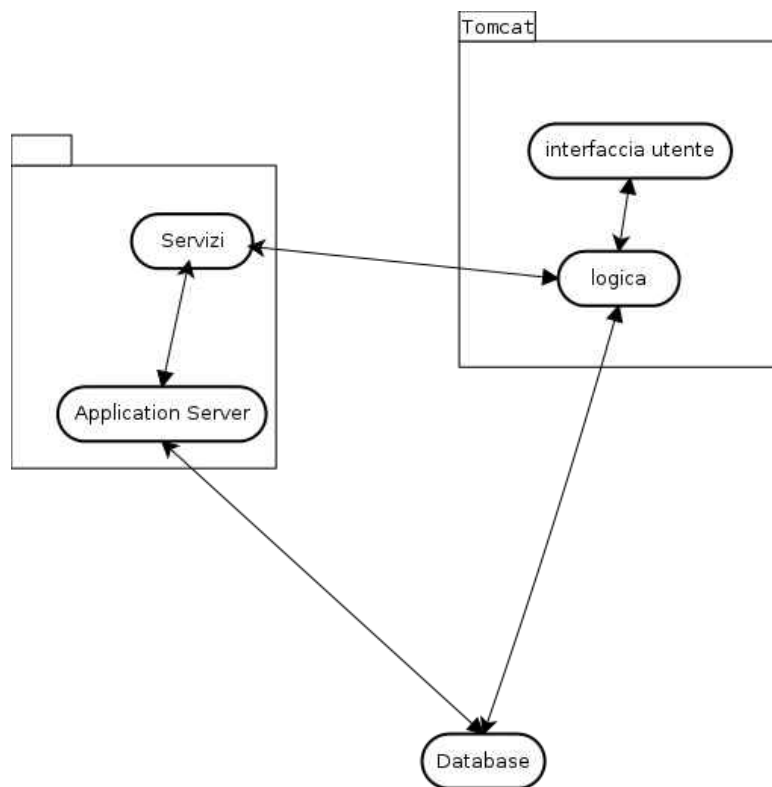 Tomcat
interfaccia utente
Servizi
logica
Application Server
Database